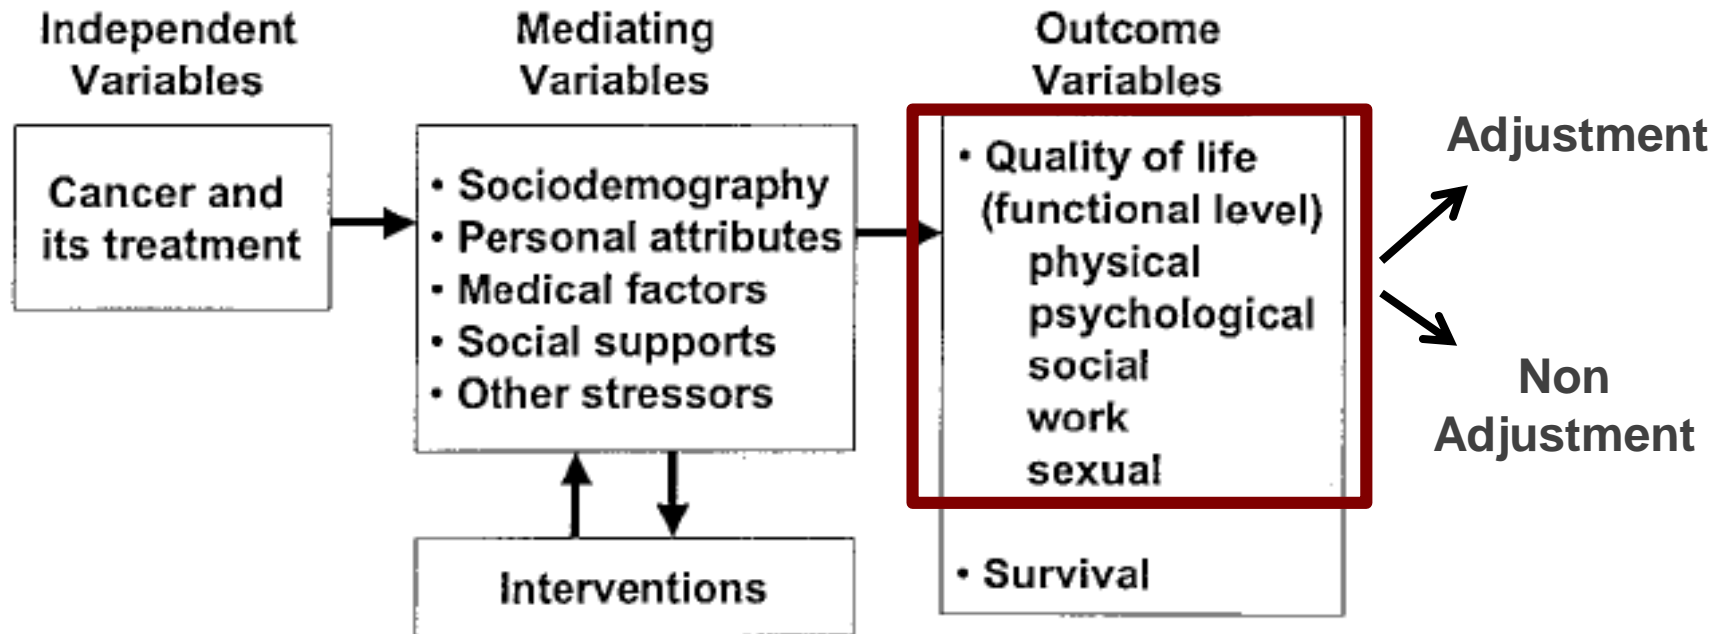 Independent
Variables
Cancer and
its treatment
Mediating
Variables
• Sociodemography
• Personal attributes
• Medical factors
• Social supports
• Other stressors
Interventions
Outcome
Variables
• Quality of life
(functional level)
physical
psychological
social
work
sexual
• Survival
Adjustment
Non
Adjustment